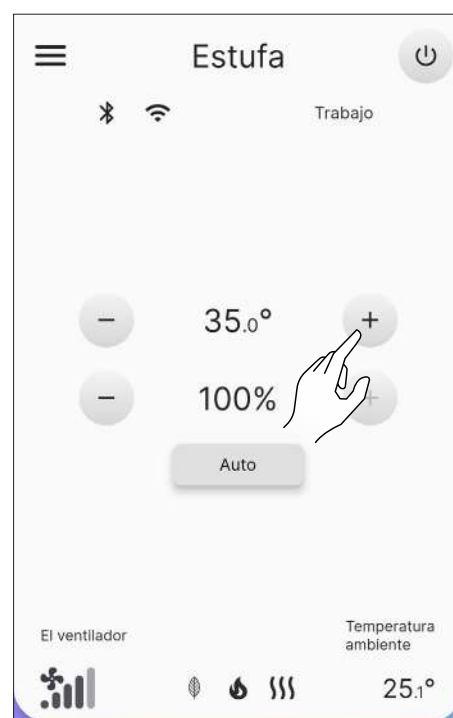 Estufa
Trabajo
− 35.0° +
− 100% +
Auto
El ventilador
Temperatura
ambiente
25.1°